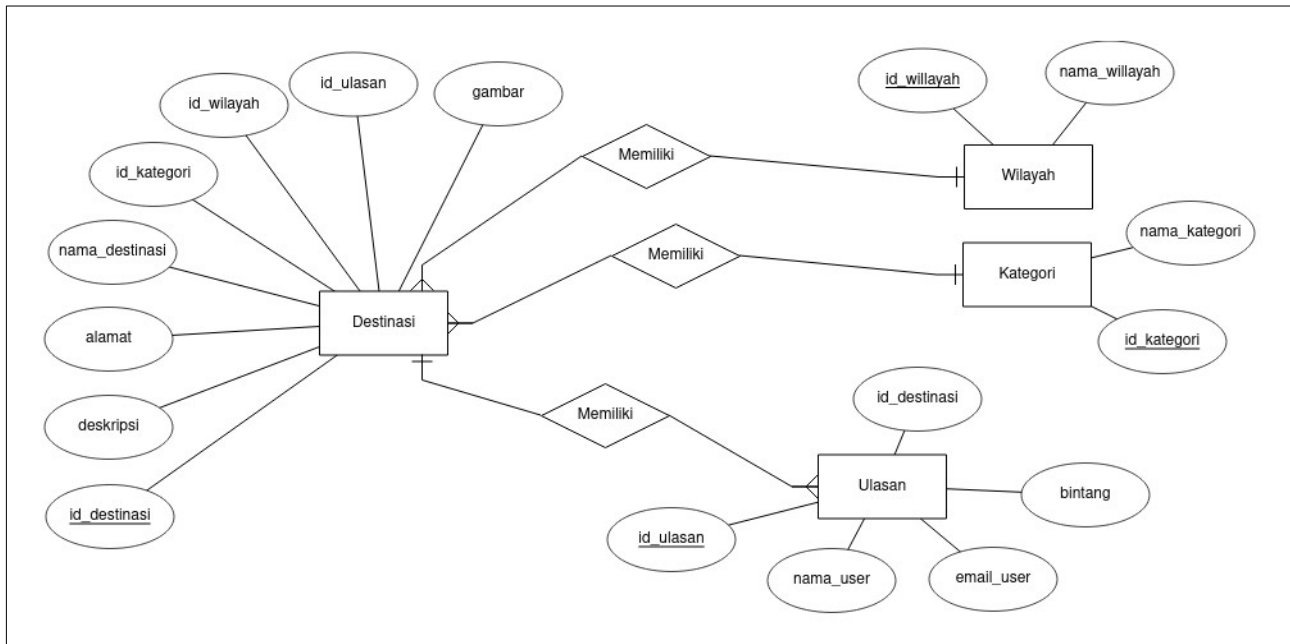 id_ulasan
gambar
id_wilayah
id_kategori
nama_destinasi
alamat
deskripsi
id_destinasi
Destinasi
Memiliki
id_willayah
nama_willayah
Wilayah
Memiliki
Kategori
nama_kategori
id_kategori
Memiliki
id_destinasi
Ulasan
bintang
id_ulasan
nama_user
email_user